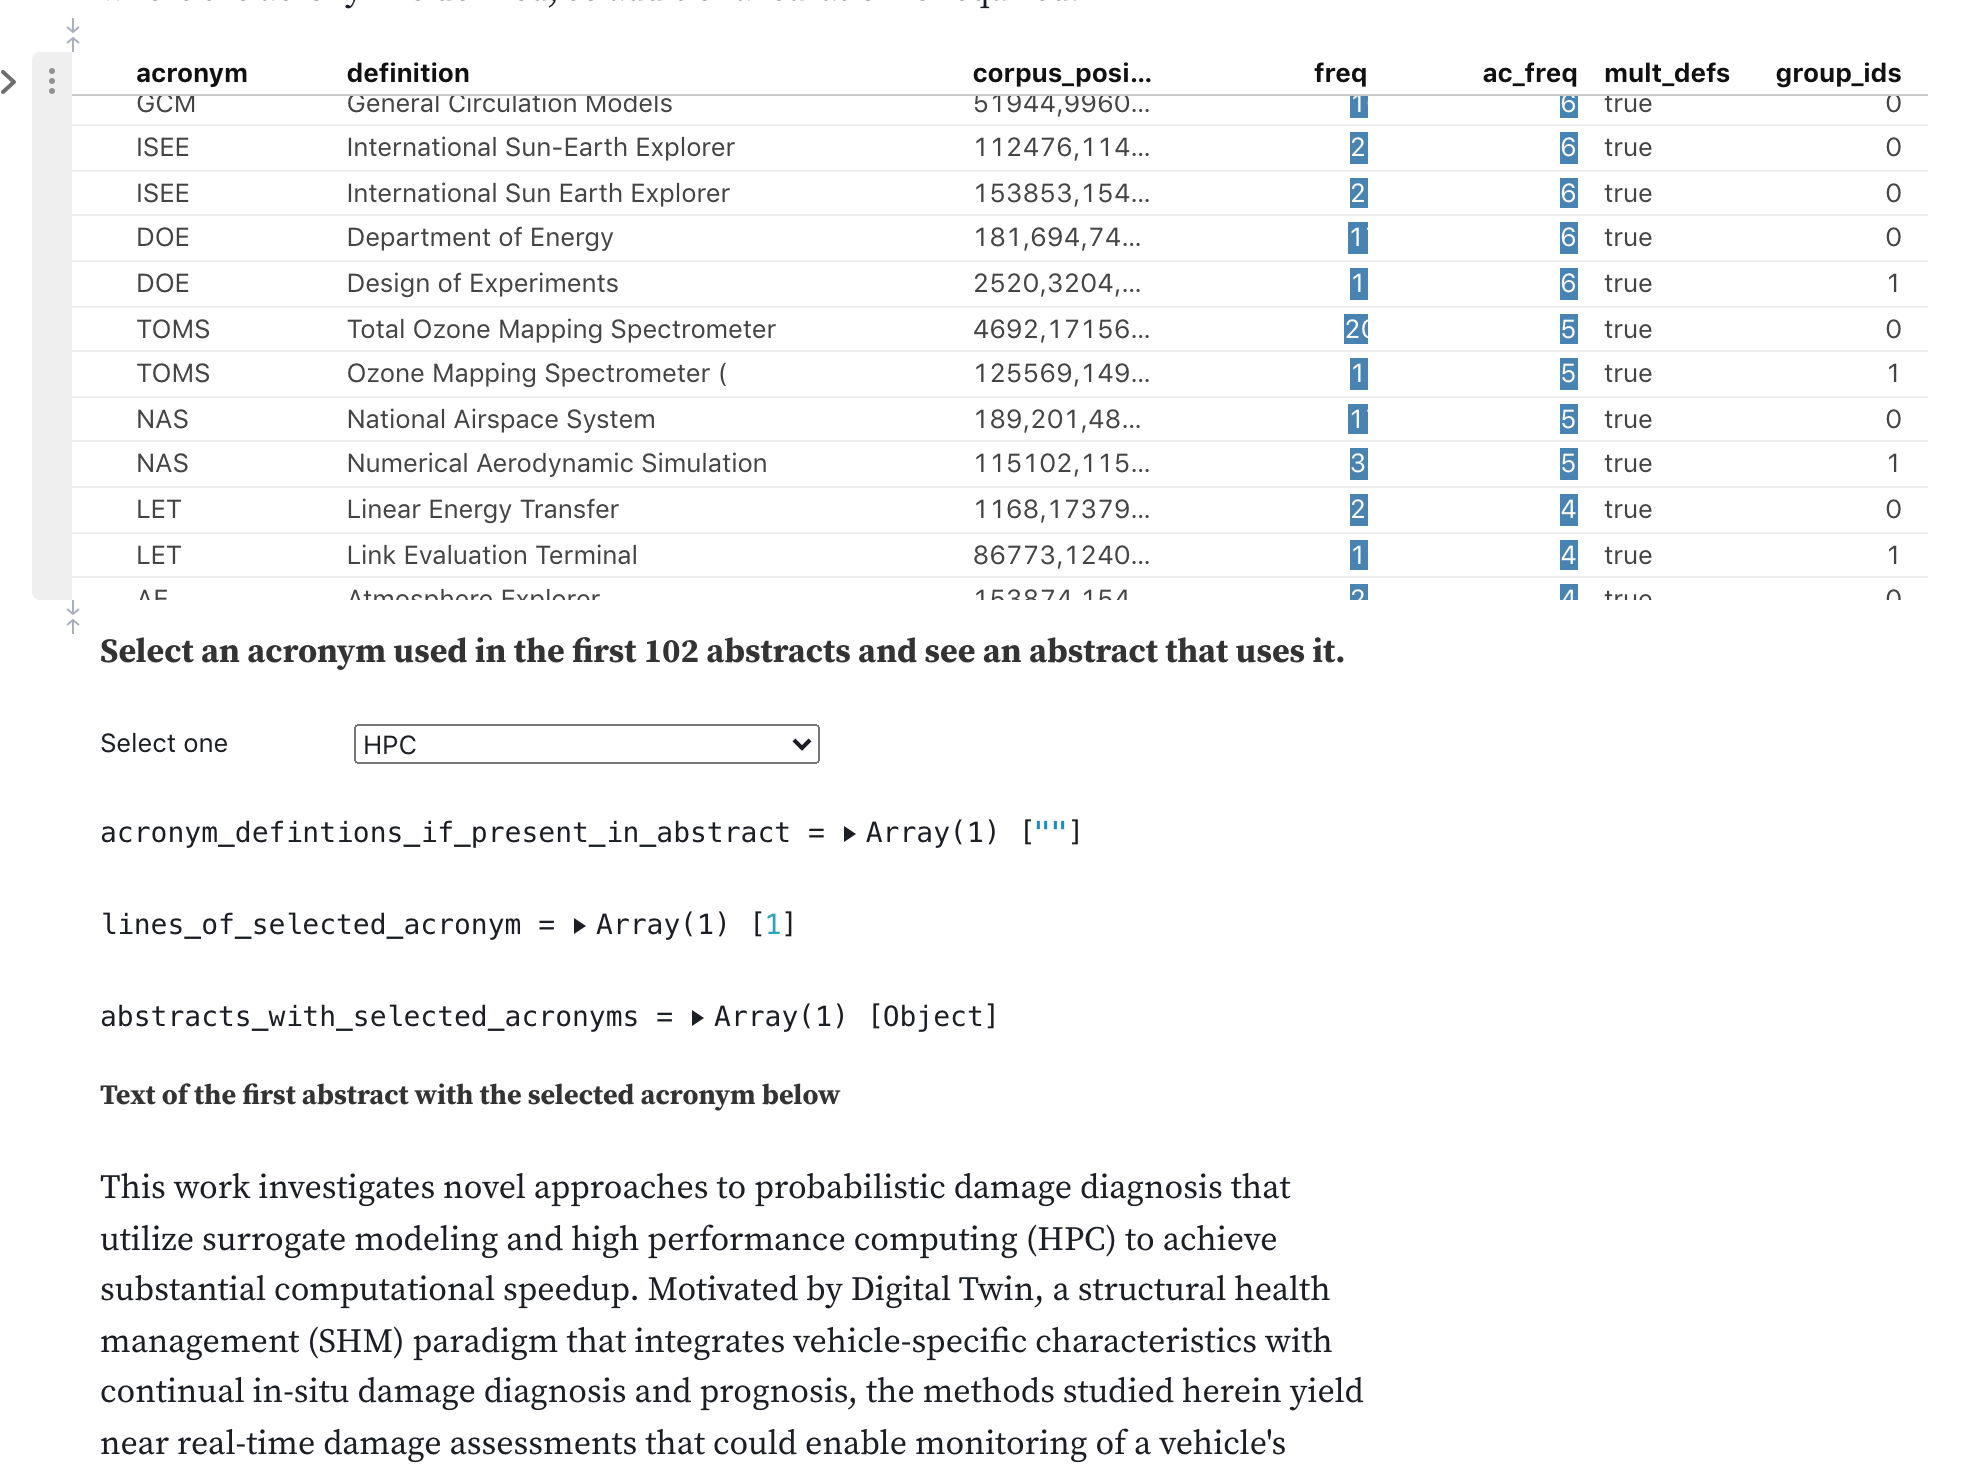 acronym definition corpus_posi... freq ac_freq mult_defs group_ids
GCM General Circulation Models 51944,9960... 6 true 0
ISEE International Sun-Earth Explorer 112476,114... 2 6 true 0
ISEE International Sun Earth Explorer 153853,154... 2 6 true 0
DOE Department of Energy 181,694,74... 6 true 0
DOE Design of Experiments 2520,3204,... 1 6 true 1
TOMS Total Ozone Mapping Spectrometer 4692,17156... 5 true 0
TOMS Ozone Mapping Spectrometer ( 125569,149... 1 5 true 1
NAS National Airspace System 189,201,48... 5 true 0
NAS Numerical Aerodynamic Simulation 115102,115... 3 5 true 1
LET Linear Energy Transfer 1168,17379... 2 4 true 0
LET Link Evaluation Terminal 86773,1240... 1 4 true 1
Atmosphere Explorer
Select an acronym used in the first 102 abstracts and see an abstract that uses it.
Select one HPC
acronym_defintions_if_present_in_abstract = Array(1) [""]
lines_of_selected_acronym = Array(1) [1]
abstracts_with_selected_acronyms = Array(1) [Object]
Text of the first abstract with the selected acronym below
This work investigates novel approaches to probabilistic damage diagnosis that
utilize surrogate modeling and high performance computing (HPC) to achieve
substantial computational speedup. Motivated by Digital Twin, a structural health
management (SHM) paradigm that integrates vehicle-specific characteristics with
continual in-situ damage diagnosis and prognosis, the methods studied herein yield
near real-time damage assessments that could enable monitoring of a vehicle's